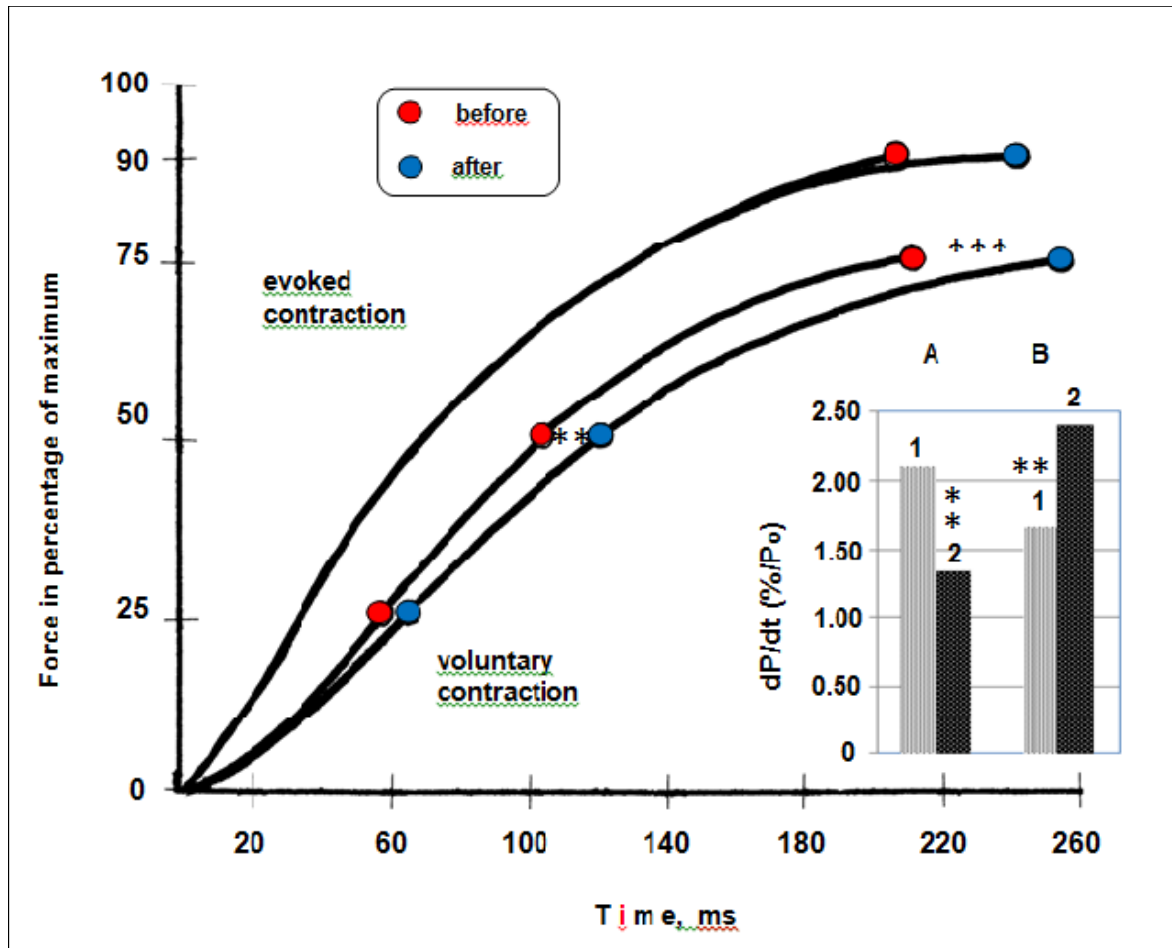 100
90
75
50
25
0
Force in percentage of maximum
before
after
evoked
contraction
voluntary
contraction
+++
**
A B
2.50
2.00
1.50
1.00
0.50
0
dP/dt (%/Po)
1
*
*
2
**
1
2
20 60 100 140 180 220 260
Time, ms